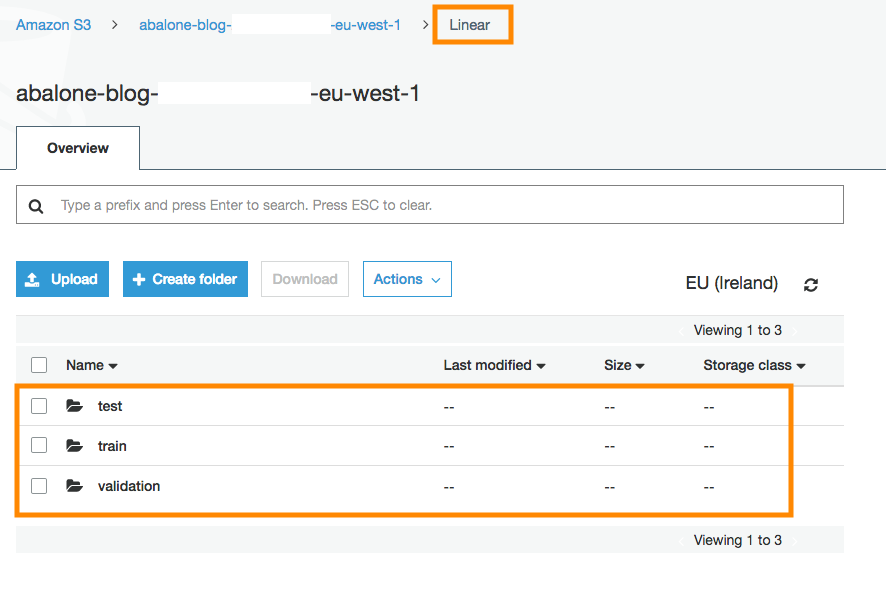 Amazon S3 > abalone-blog- -eu-west-1 > Linear
abalone-blog- -eu-west-1
Overview
Type a prefix and press Enter to search. Press ESC to clear.
Upload Create folder Download Actions EU (Ireland)
Viewing 1 to 3
Name Last modified Size Storage class
test -- -- --
train -- -- --
validation -- -- --
Viewing 1 to 3